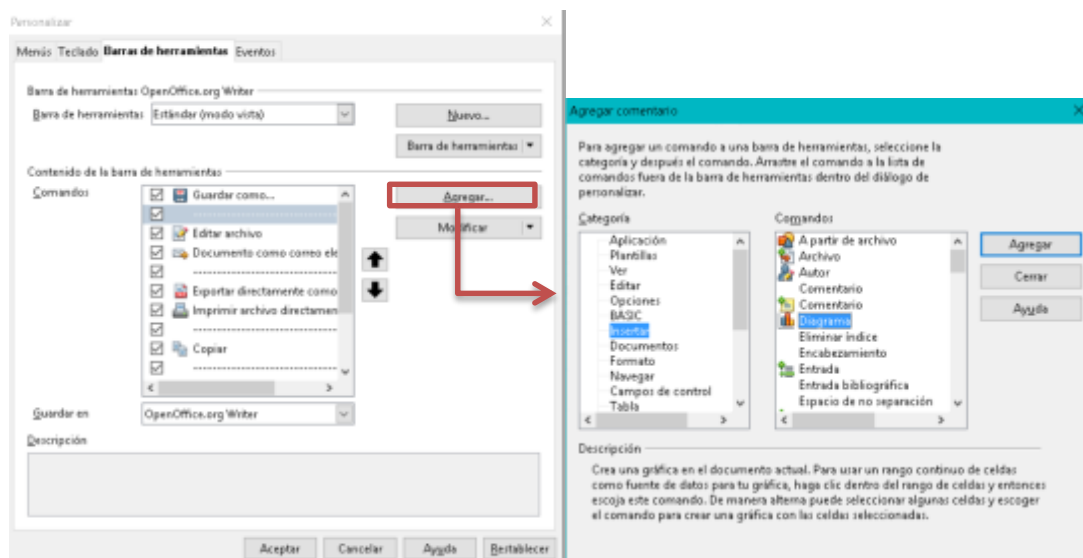 Personalizar
Menús Teclado Barras de herramientas Eventos
Barra de herramientas OpenOffice.org Writer
Barra de herramientas Estándar (modo vista)
Nuevo...
Barra de herramientas
Contenido de la barra de herramientas
Comandos
Guardar como...
Editar archivo
Documento como correo ele
Exportar directamente como
Imprimir archivo directamen
Copiar
Agregar...
Modificar
Guardar en OpenOffice.org Writer
Descripción
Aceptar Cancelar Ayuda Restablecer
Agregar comentario
Para agregar un comando a una barra de herramientas, seleccione la
categoría y después el comando. Arrastre el comando a la lista de
comandos fuera de la barra de herramientas dentro del diálogo de
personalizar.
Categoría
Aplicación
Plantillas
Ver
Editar
Opciones
BASIC
Insertar
Documentos
Formato
Navegar
Campos de control
Tabla
Comandos
A partir de archivo
Archivo
Autor
Comentario
Comentario
Diagrama
Eliminar índice
Encabezamiento
Entrada
Entrada bibliográfica
Espacio de no separación
Agregar
Cerrar
Ayuda
Descripción
Crea una gráfica en el documento actual. Para usar un rango continuo de celdas
como fuente de datos para tu gráfica, haga clic dentro del rango de celdas y entonces
escoja este comando. De manera alterna puede seleccionar algunas celdas y escoger
el comando para crear una gráfica con las celdas seleccionadas.